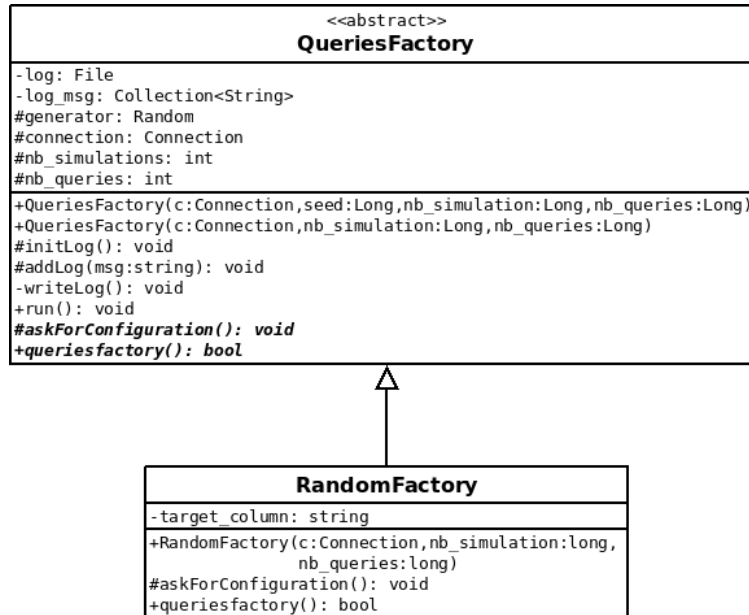 <<abstract>>
QueriesFactory
-log: File
-log_msg: Collection<String>
#generator: Random
#connection: Connection
#nb_simulations: int
#nb_queries: int
+QueriesFactory(c:Connection,seed:Long,nb_simulation:Long,nb_queries:Long)
+QueriesFactory(c:Connection,nb_simulation:Long,nb_queries:Long)
#initLog(): void
#addLog(msg:string): void
-writeLog(): void
+run(): void
#askForConfiguration(): void
+queriesfactory(): bool
RandomFactory
-target_column: string
+RandomFactory(c:Connection,nb_simulation:long,
nb_queries:long)
#askForConfiguration(): void
+queriesfactory(): bool